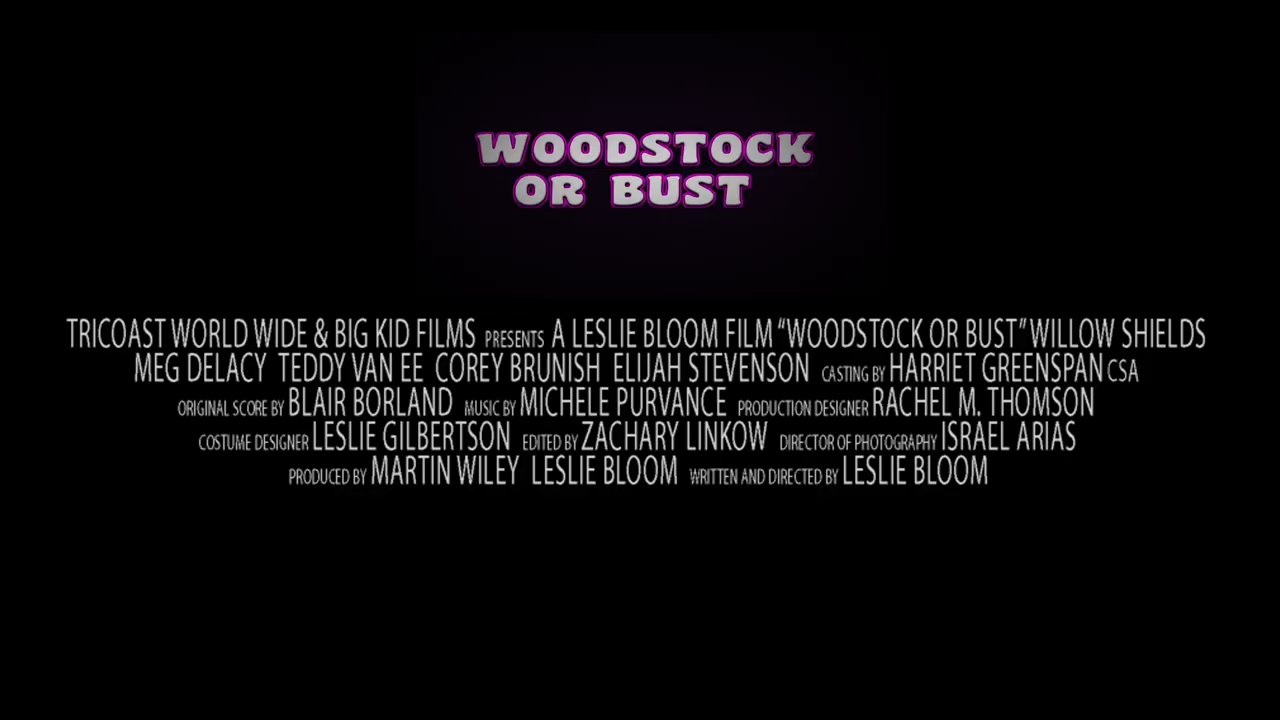 WOODSTOCK
OR BUST
TRICOAST WORLD WIDE & BIG KID FILMS PRESENTS A LESLIE BLOOM FILM “WOODSTOCK OR BUST” WILLOW SHIELDS
MEG DELACY TEDDY VAN EE COREY BRUNISH ELIJAH STEVENSON CASTING BY HARRIET GREENSPAN CSA
ORIGINAL SCORE BY BLAIR BORLAND MUSIC BY MICHELE PURVANCE PRODUCTION DESIGNER RACHEL M. THOMSON
COSTUME DESIGNER LESLIE GILBERTSON EDITED BY ZACHARY LINKOW DIRECTOR OF PHOTOGRAPHY ISRAEL ARIAS
PRODUCED BY MARTIN WILEY LESLIE BLOOM WRITTEN AND DIRECTED BY LESLIE BLOOM